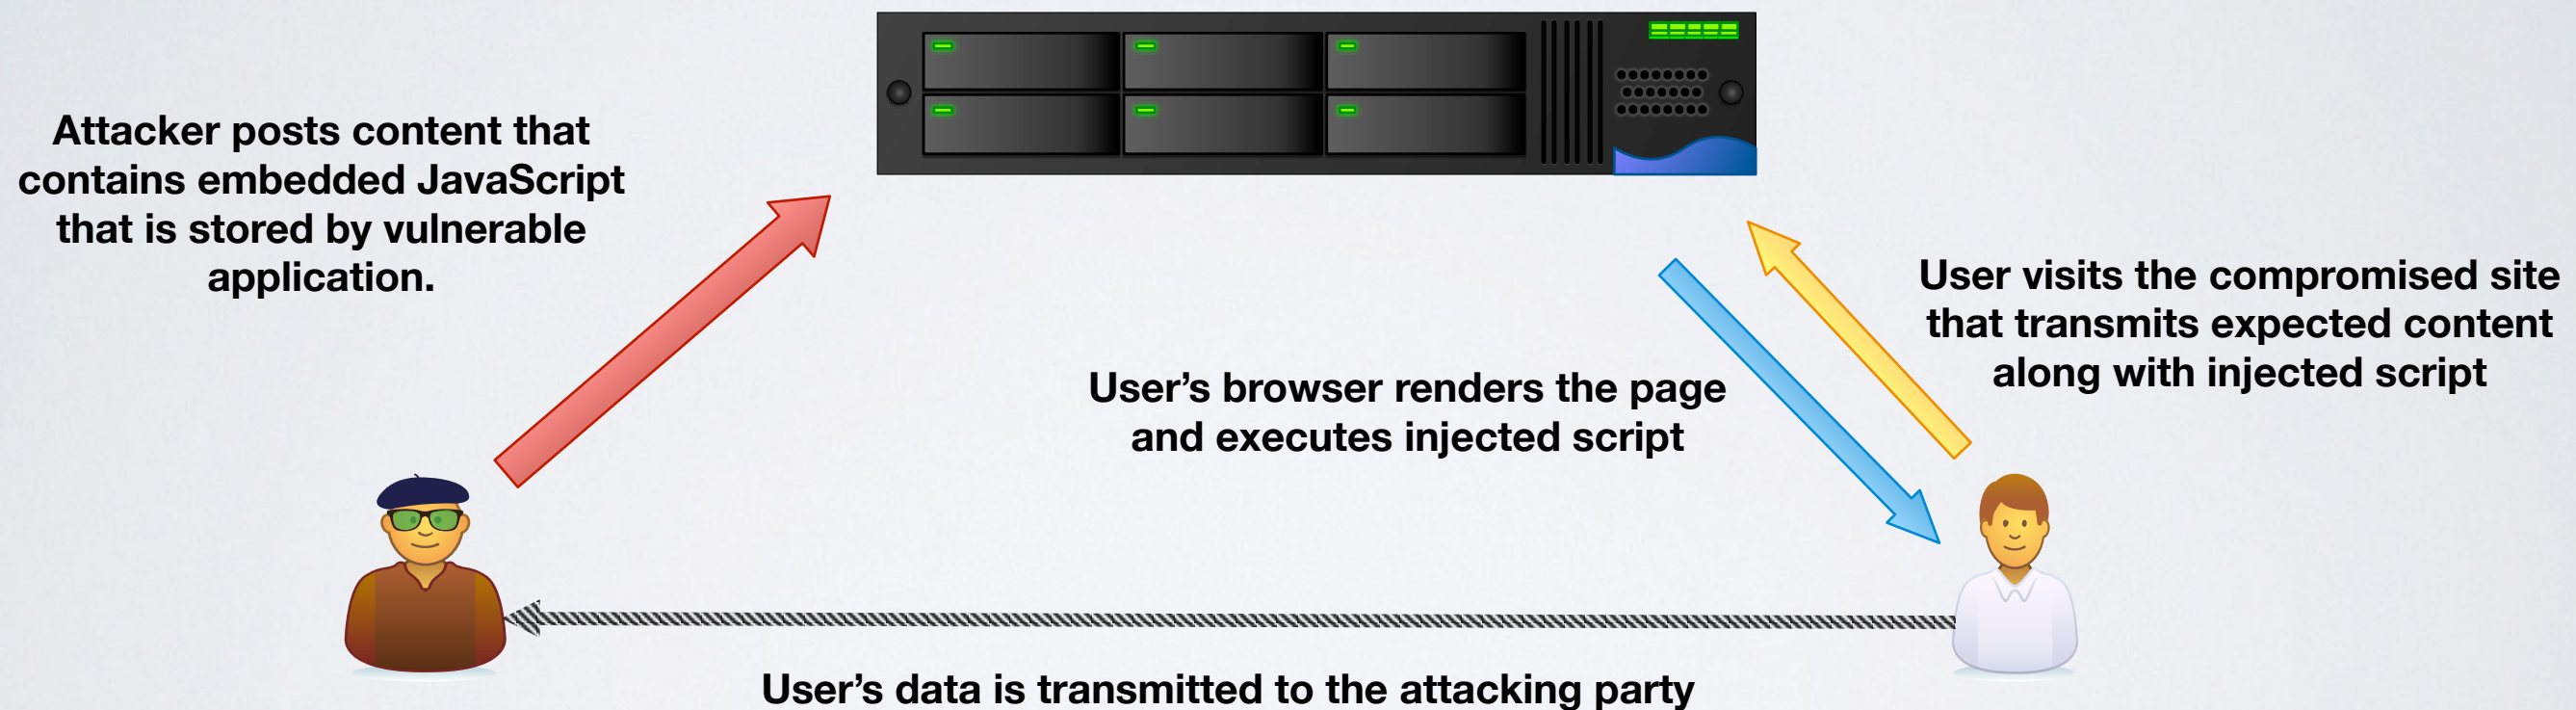 Attacker posts content that
contains embedded JavaScript
that is stored by vulnerable
application.
User visits the compromised site
that transmits expected content
along with injected script
User’s browser renders the page
and executes injected script
User’s data is transmitted to the attacking party